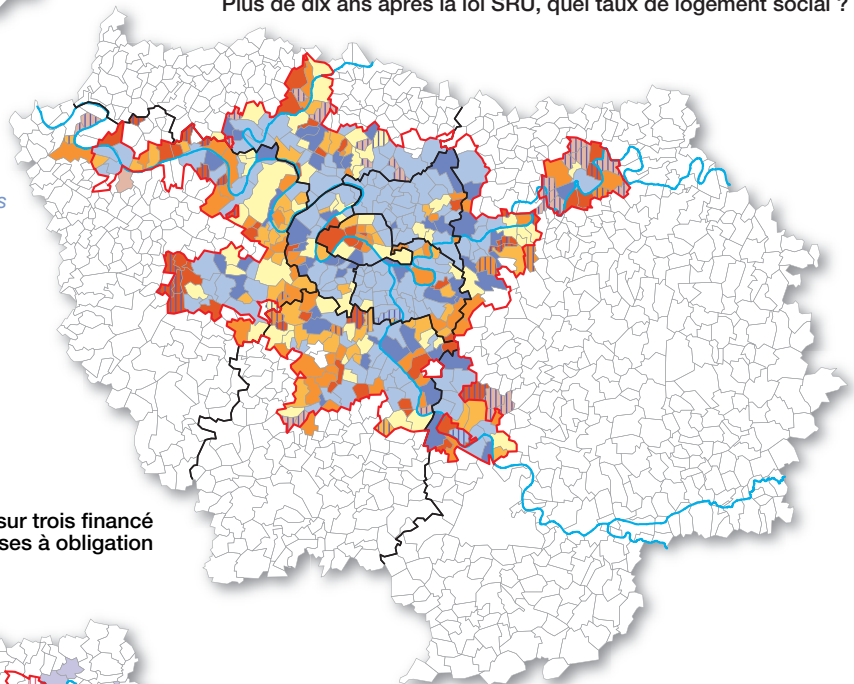 Plus de dix ans après la loi SRU, quel taux de logement social ?
s
sur trois financé
ses à obligation